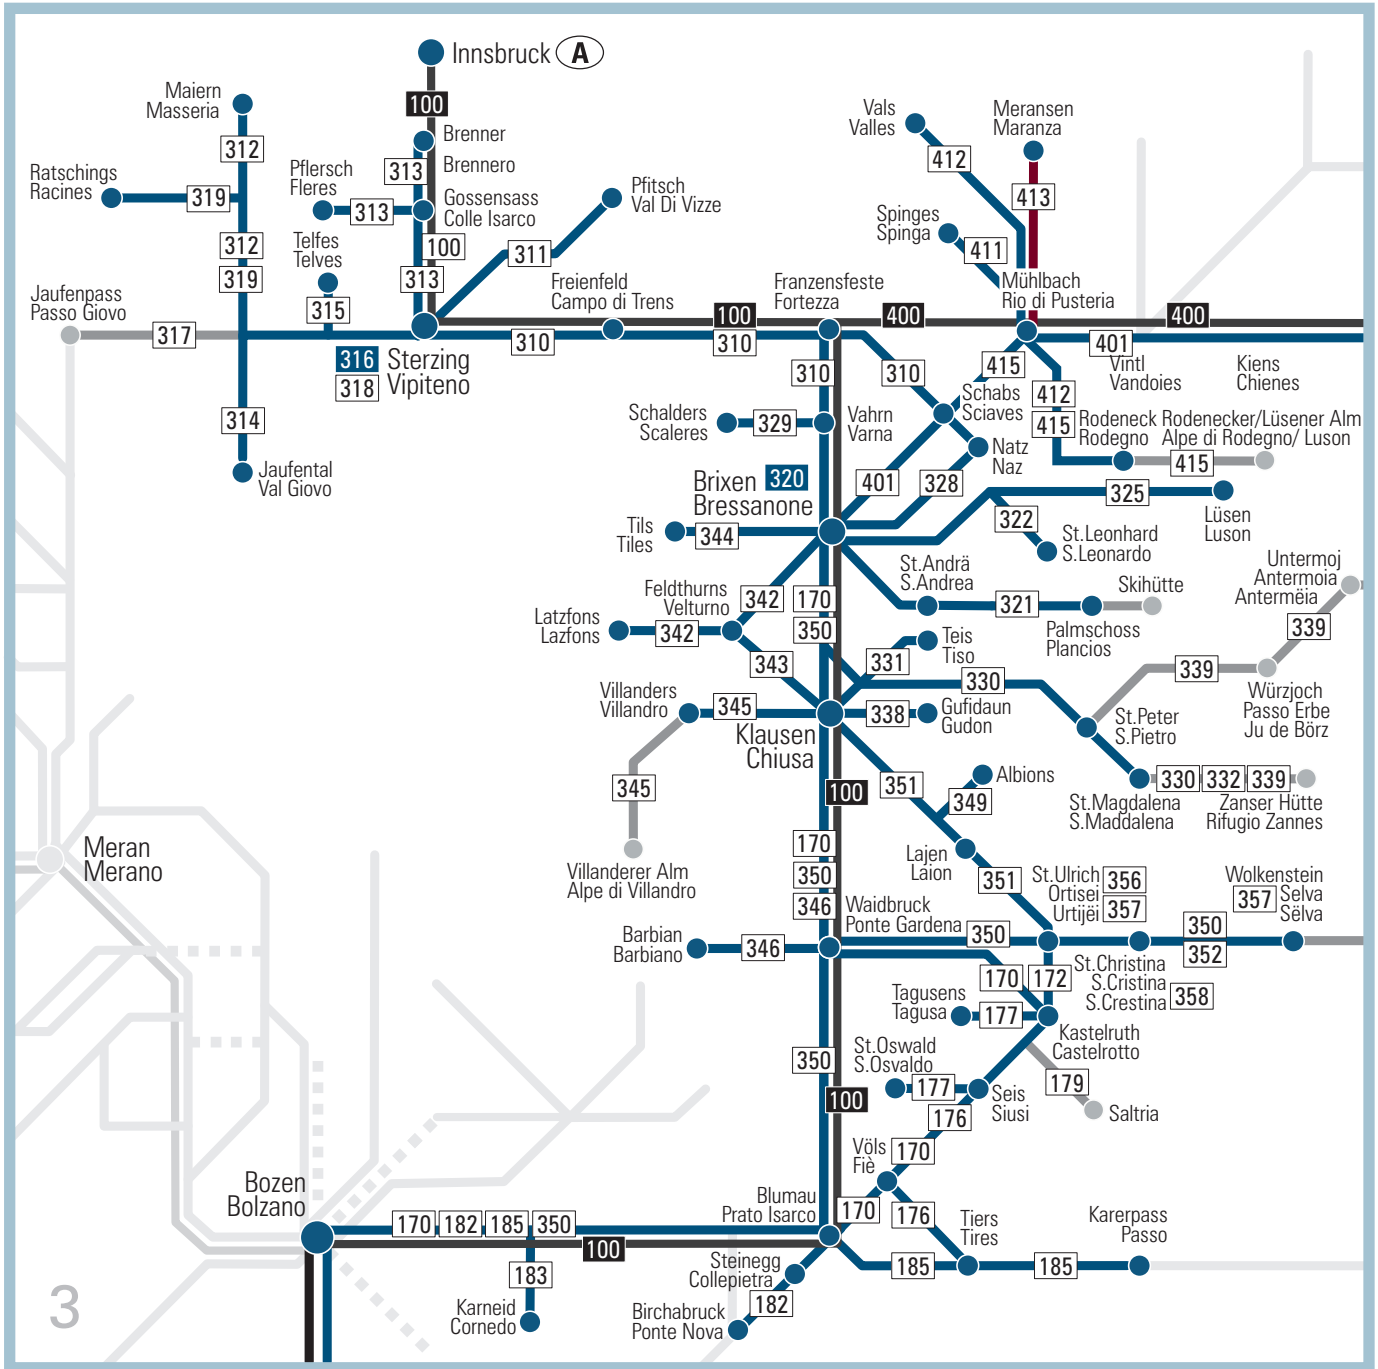 Innsbruck A
100
Maiern
Masseria
312
Brenner
Brennero
313
Pflersch
Fleres
313
Gossensass
Colle Isarco
Ratschings
Racines
319
Pfitsch
Val Di Vizze
311
312
319
Telfes
Telves
315
100
313
Jaufenpass
Passo Giovo
317
Freienfeld
Campo di Trens
310
316
318
Sterzing
Vipiteno
314
Jaufental
Val Giovo
Vals
Valles
412
Meransen
Maranza
413
Spinges
Spinga
411
Franzensfeste
Fortezza
Mühlbach
Rio di Pusteria
100
400
400
310
401
310
310
415
Vintl
Vandoies
Kiens
Chienes
Schabs
Sciaves
412
415
Schalders
Scaleres
329
Vahrn
Varna
Rodeneck
Rodegno
Rodenecker/Lüsener Alm
Alpe di Rodegno/ Luson
415
Natz
Naz
Brixen 320
Bressanone
401
328
325
Lüsen
Luson
322
St.Leonhard
S.Leonardo
Tils
Tiles
344
St.Andrä
S.Andrea
321
Palmschoss
Plancios
Skihütte
Untermoj
Antermoia
Antermëia
339
Feldthurns
Velturno
342
170
350
Latzfons
Lazfons
342
343
331
Teis
Tiso
330
339
Würzjoch
Passo Erbe
Ju de Börz
Villanders
Villandro
345
338
Gufidaun
Gudon
St.Peter
S.Pietro
Klausen
Chiusa
345
100
351
349
Albions
330
332
339
St.Magdalena
S.Maddalena
Zanser Hütte
Rifugio Zannes
Villanderer Alm
Alpe di Villandro
170
350
346
Lajen
Laion
351
St.Ulrich
Ortisei
Urtijëi
356
357
Wolkenstein
Selva
Sëlva
357
Waidbruck
Ponte Gardena
350
350
352
Barbian
Barbiano
346
170
172
St.Christina
S.Cristina
S.Crestina
358
Tagusens
Tagusa
177
Kastelruth
Castelrotto
350
100
St.Oswald
S.Osvaldo
177
Seis
Siusi
179
Saltria
176
170
Völs
Fiè
170
176
Tiers
Tires
Karerpass
Passo
185
185
Meran
Merano
Bozen
Bolzano
170
182
185
350
100
Blumau
Prato Isarco
183
Karneid
Cornedo
Steinegg
Collepietra
182
Birchabruck
Ponte Nova
3